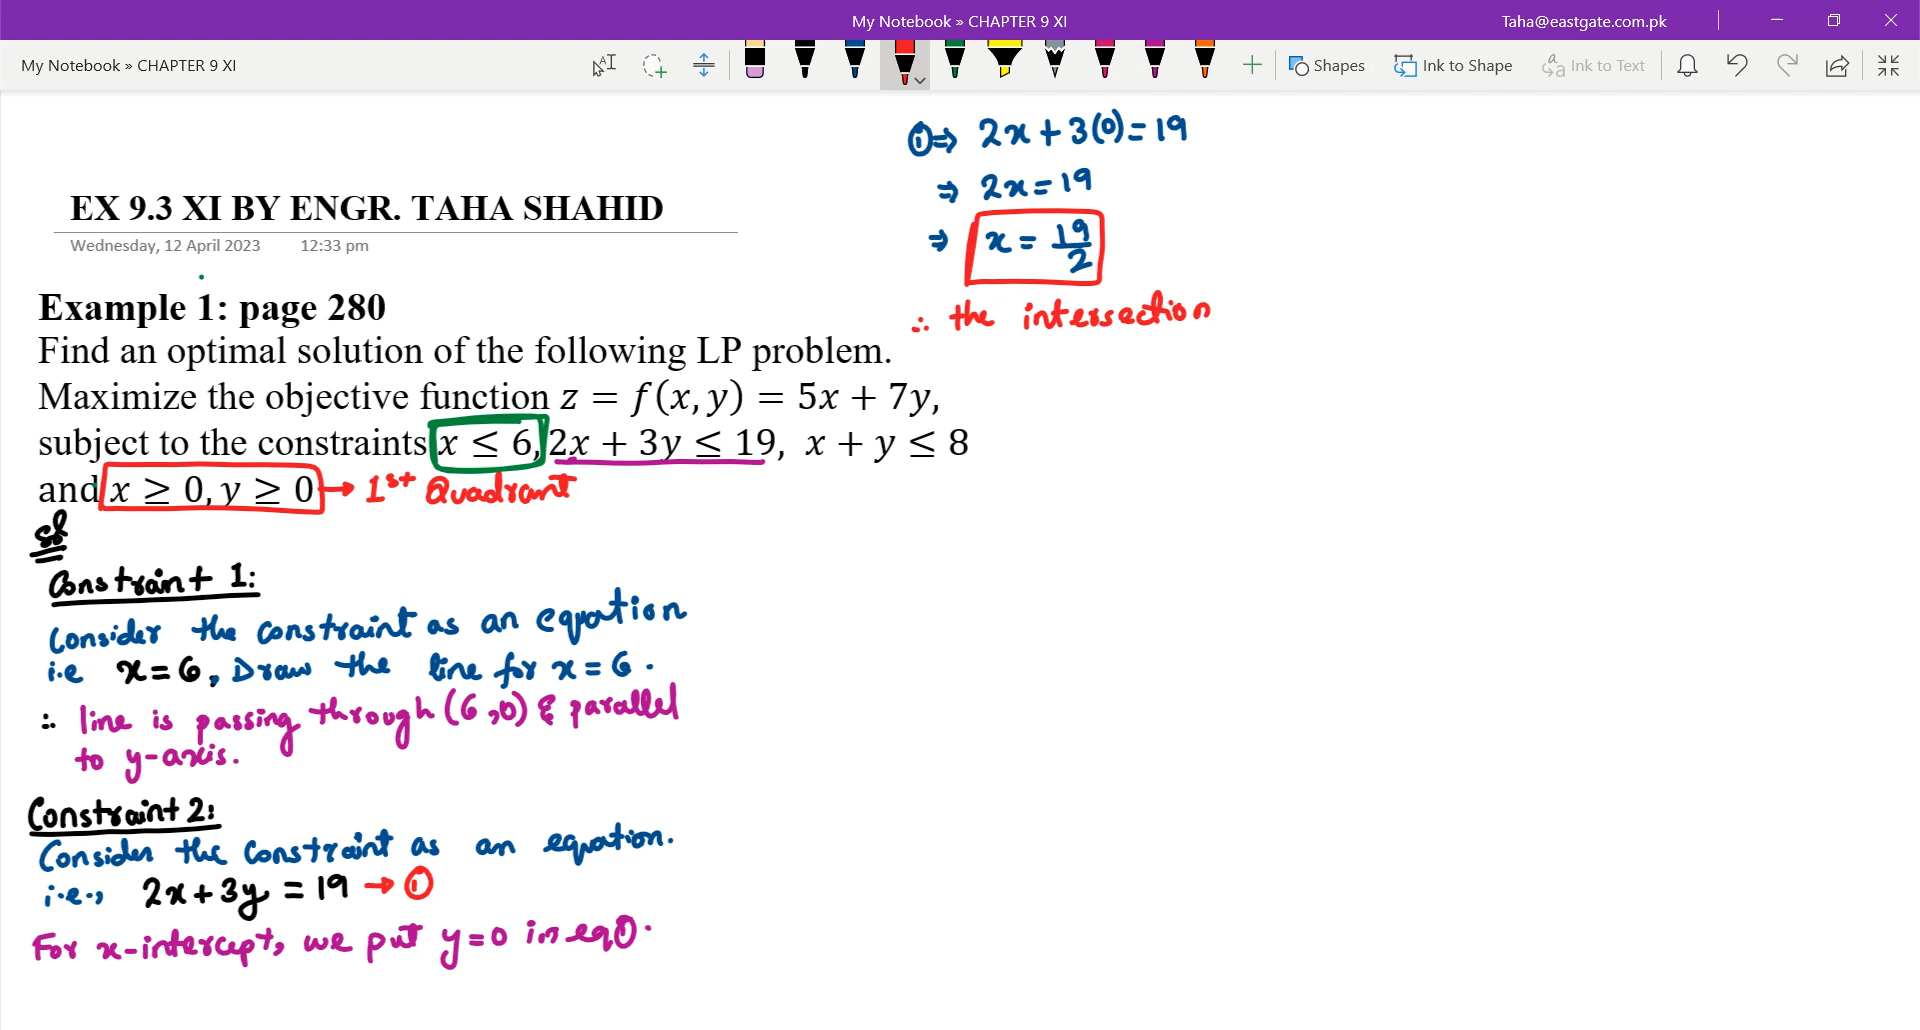 My Notebook » CHAPTER 9 XI
Taha@eastgate.com.pk
My Notebook » CHAPTER 9 XI
Shapes
Ink to Shape
Ink to Text
EX 9.3 XI BY ENGR. TAHA SHAHID
Wednesday, 12 April 2023 12:33 pm
Example 1: page 280
Find an optimal solution of the following LP problem.
Maximize the objective function z = f(x, y) = 5x + 7y,
subject to the constraints x ≤ 6, 2x + 3y ≤ 19, x + y ≤ 8
and x ≥ 0, y ≥ 0 → 1st Quadrant
Sol
Constraint 1:
Consider the constraint as an equation
i.e x = 6, Draw the line for x = 6.
∴ line is passing through (6,0) & parallel
to y-axis.
Constraint 2:
Consider the constraint as an equation.
i.e., 2x + 3y = 19 → ①
For x-intercept, we put y = 0 in eq①.
① ⇒ 2x + 3(0) = 19
⇒ 2x = 19
⇒ x = 19/2
∴ the intersection